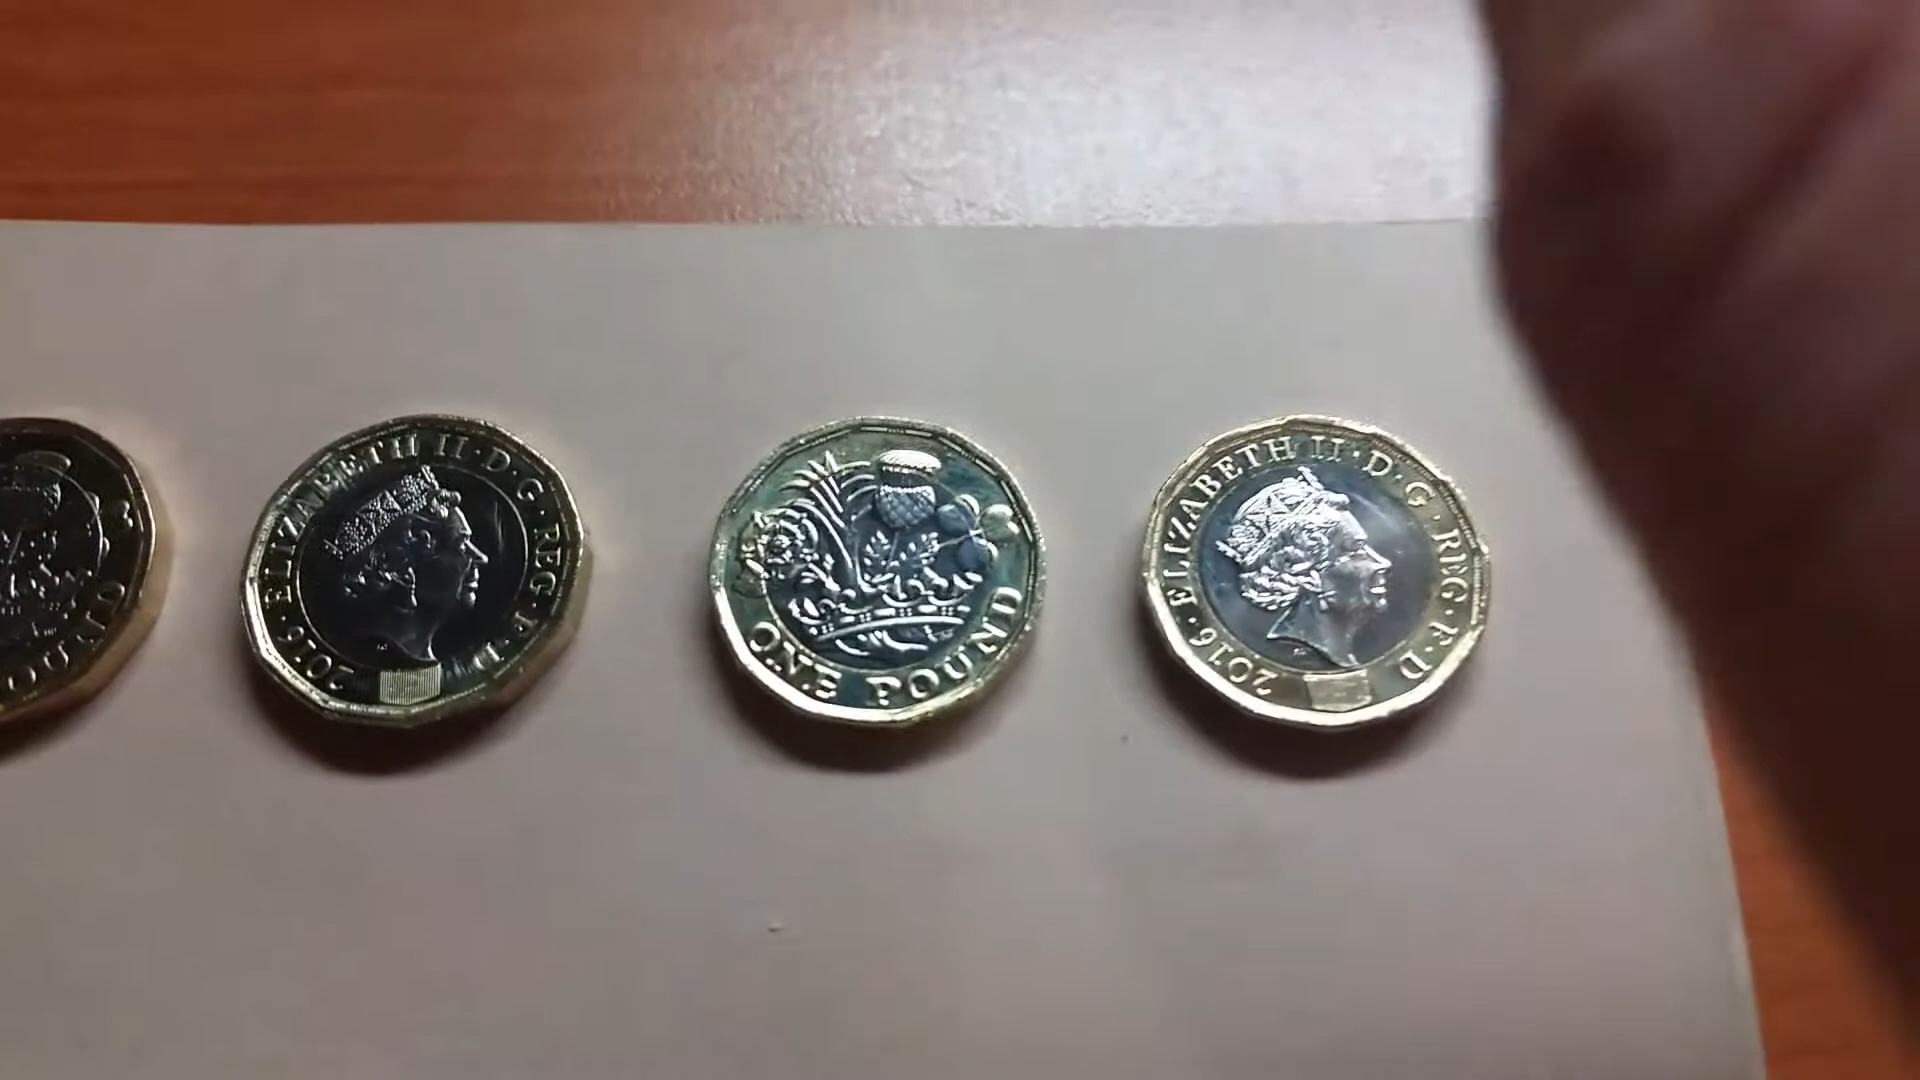 2016 · ELIZABETH II · D · G · REG · F · D
ONE POUND
2016 · ELIZABETH II · D · G · REG · F · D